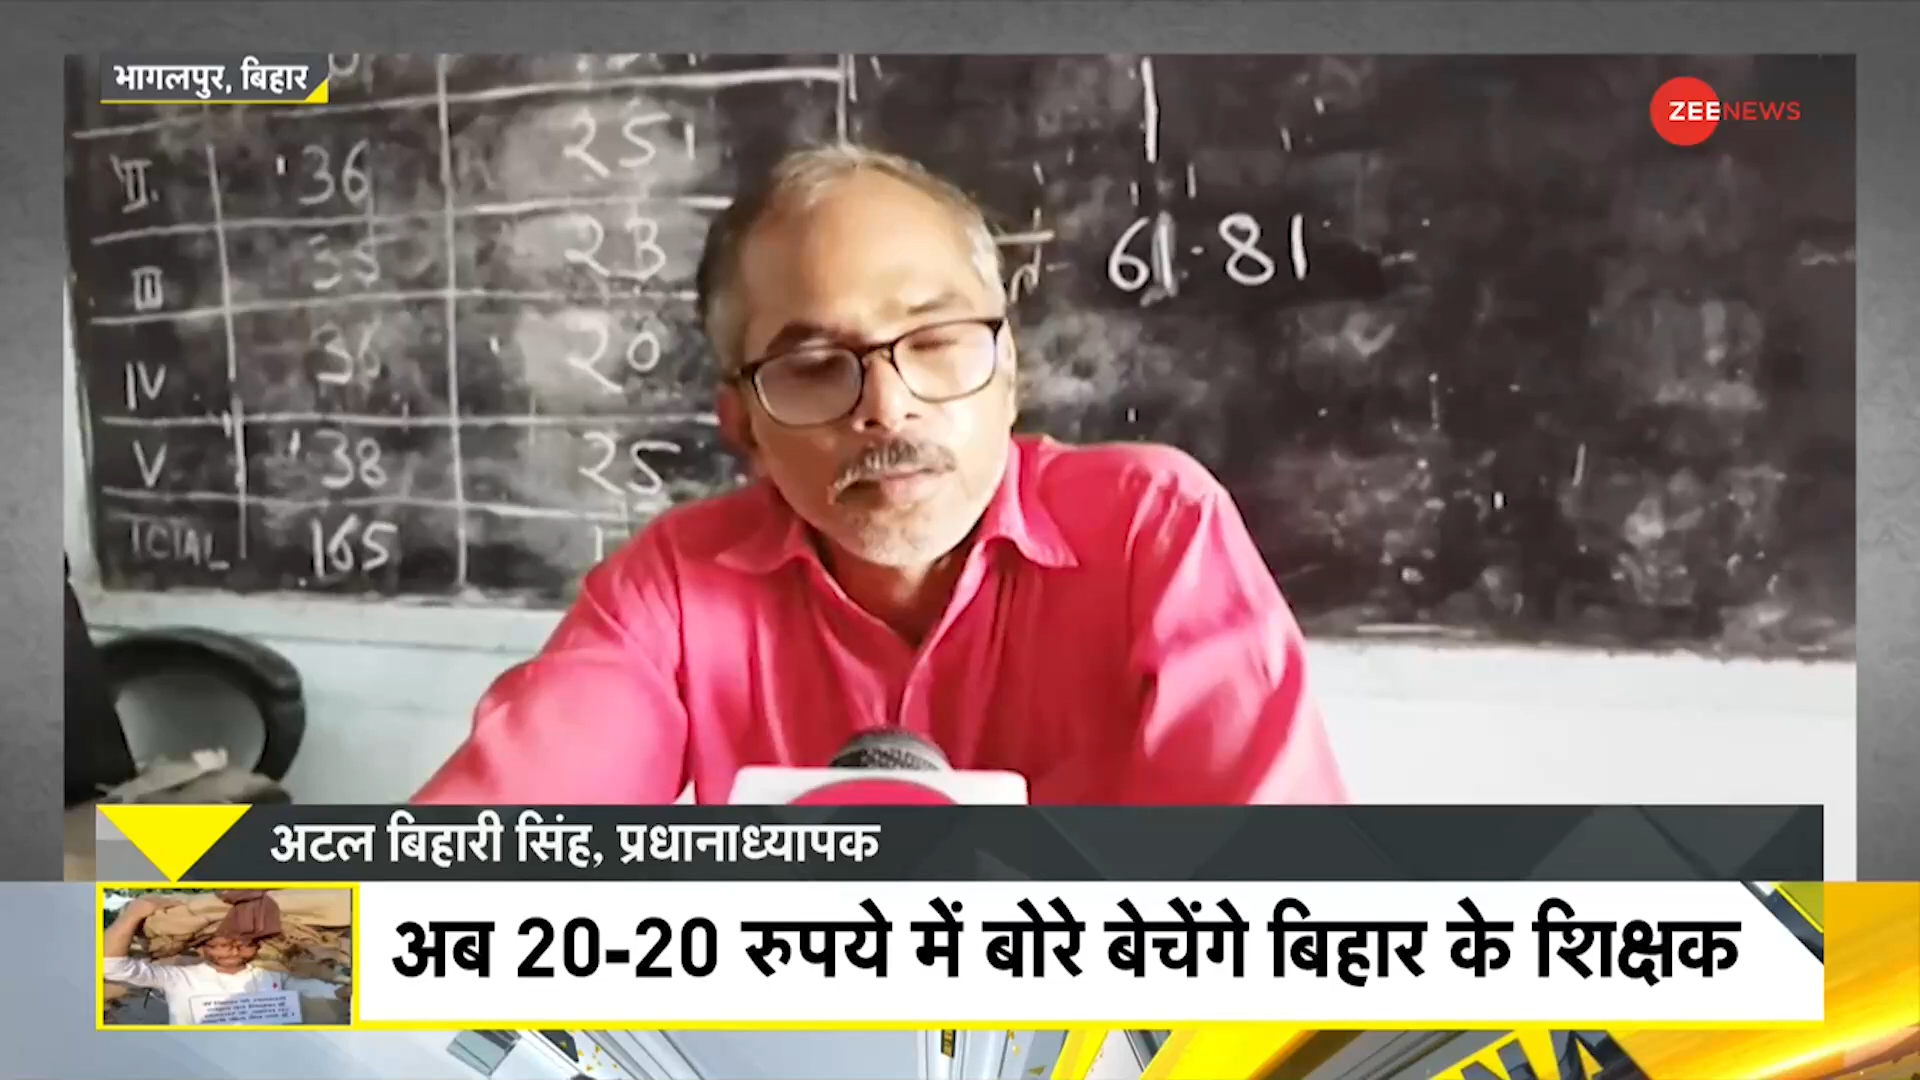 भागलपुर, बिहार
ZEENEWS
II. 36 25
III 35 23
IV 36 20
V 38 25
TOTAL 165
61.81
अटल बिहारी सिंह, प्रधानाध्यापक
अब 20-20 रुपये में बोरे बेचेंगे बिहार के शिक्षक